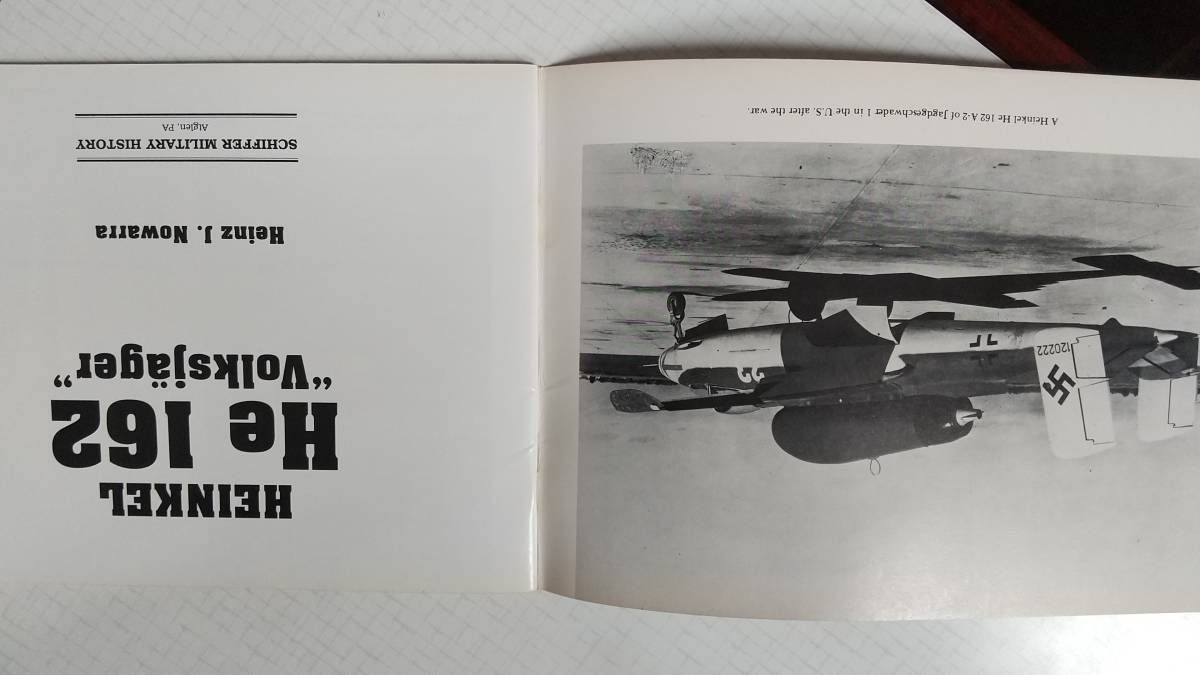 120222
23
A Heinkel He 162 A-2 of Jagdgeschwader 1 in the U.S. after the war.
HEINKEL
He 162
“Volksjäger”
Heinz J. Nowarra
SCHIFFER MILITARY HISTORY
Atglen, PA